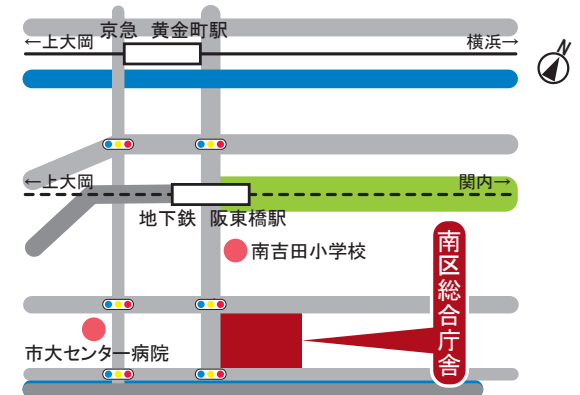 京急 黄金町駅
←上大岡
横浜→
N
←上大岡
関内→
地下鉄 阪東橋駅
南吉田小学校
南区総合庁舎
市大センター病院